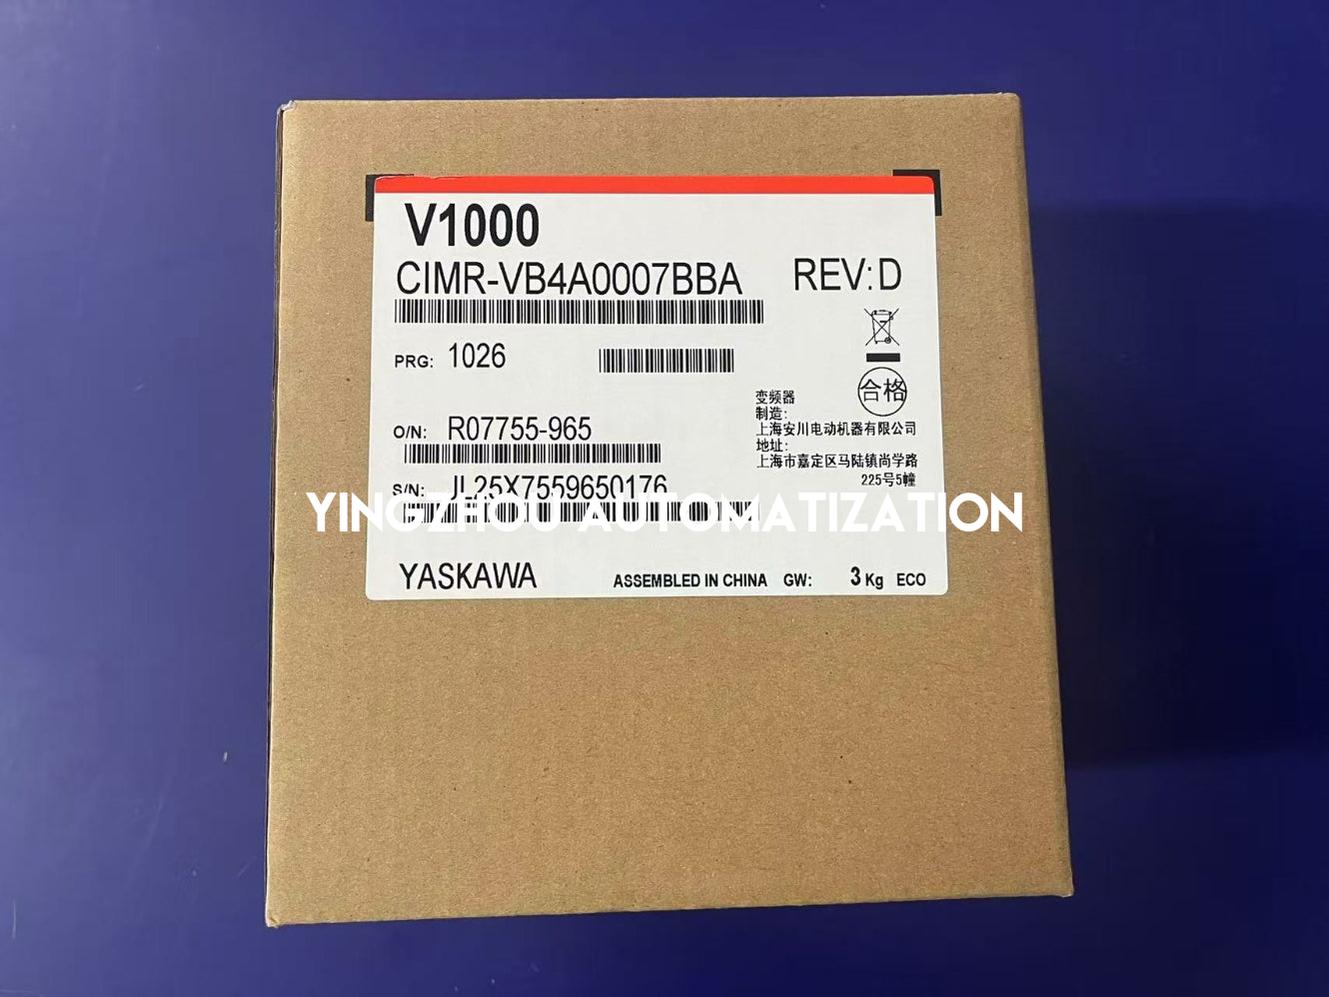 V1000
CIMR-VB4A0007BBA
REV:D
PRG: 1026
合格
变频器
制造:
上海安川电动机器有限公司
地址:
上海市嘉定区马陆镇尚学路
225号5幢
O/N: R07755-965
S/N: JL25X7559650176
YINGZHOU AUTOMATIZATION
YASKAWA
ASSEMBLED IN CHINA GW: 3 Kg ECO